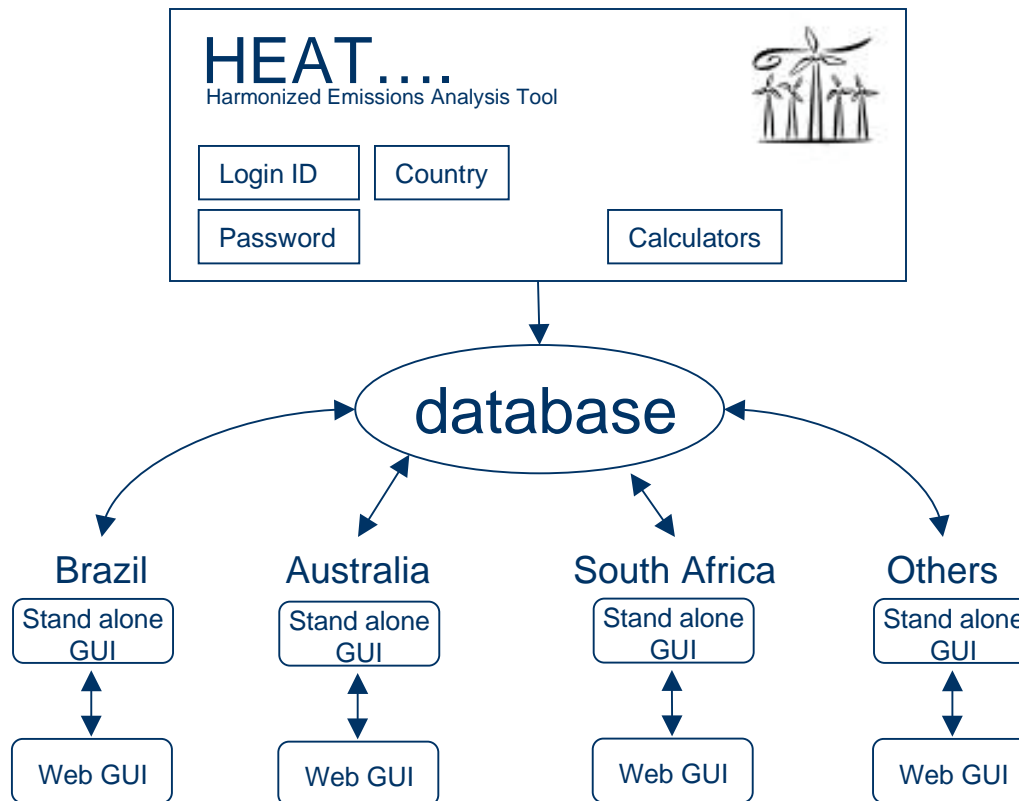 HEAT....
Harmonized Emissions Analysis Tool
Login ID
Country
Password
Calculators
database
Brazil
Australia
South Africa
Others
Stand alone
GUI
Stand alone
GUI
Stand alone
GUI
Stand alone
GUI
Web GUI
Web GUI
Web GUI
Web GUI